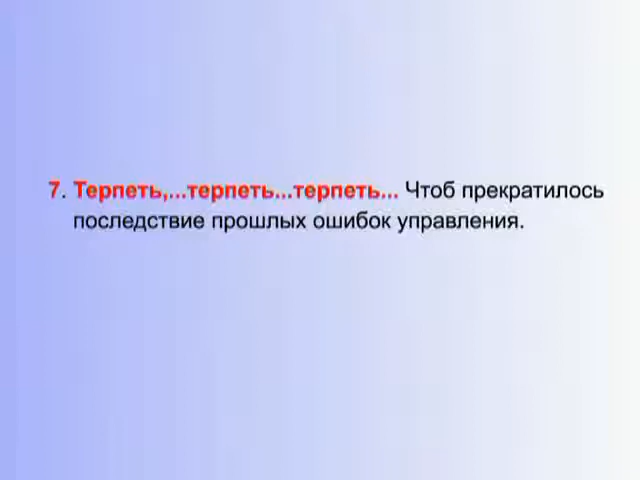 7. Терпеть,...терпеть...терпеть... Чтоб прекратилось
последствие прошлых ошибок управления.